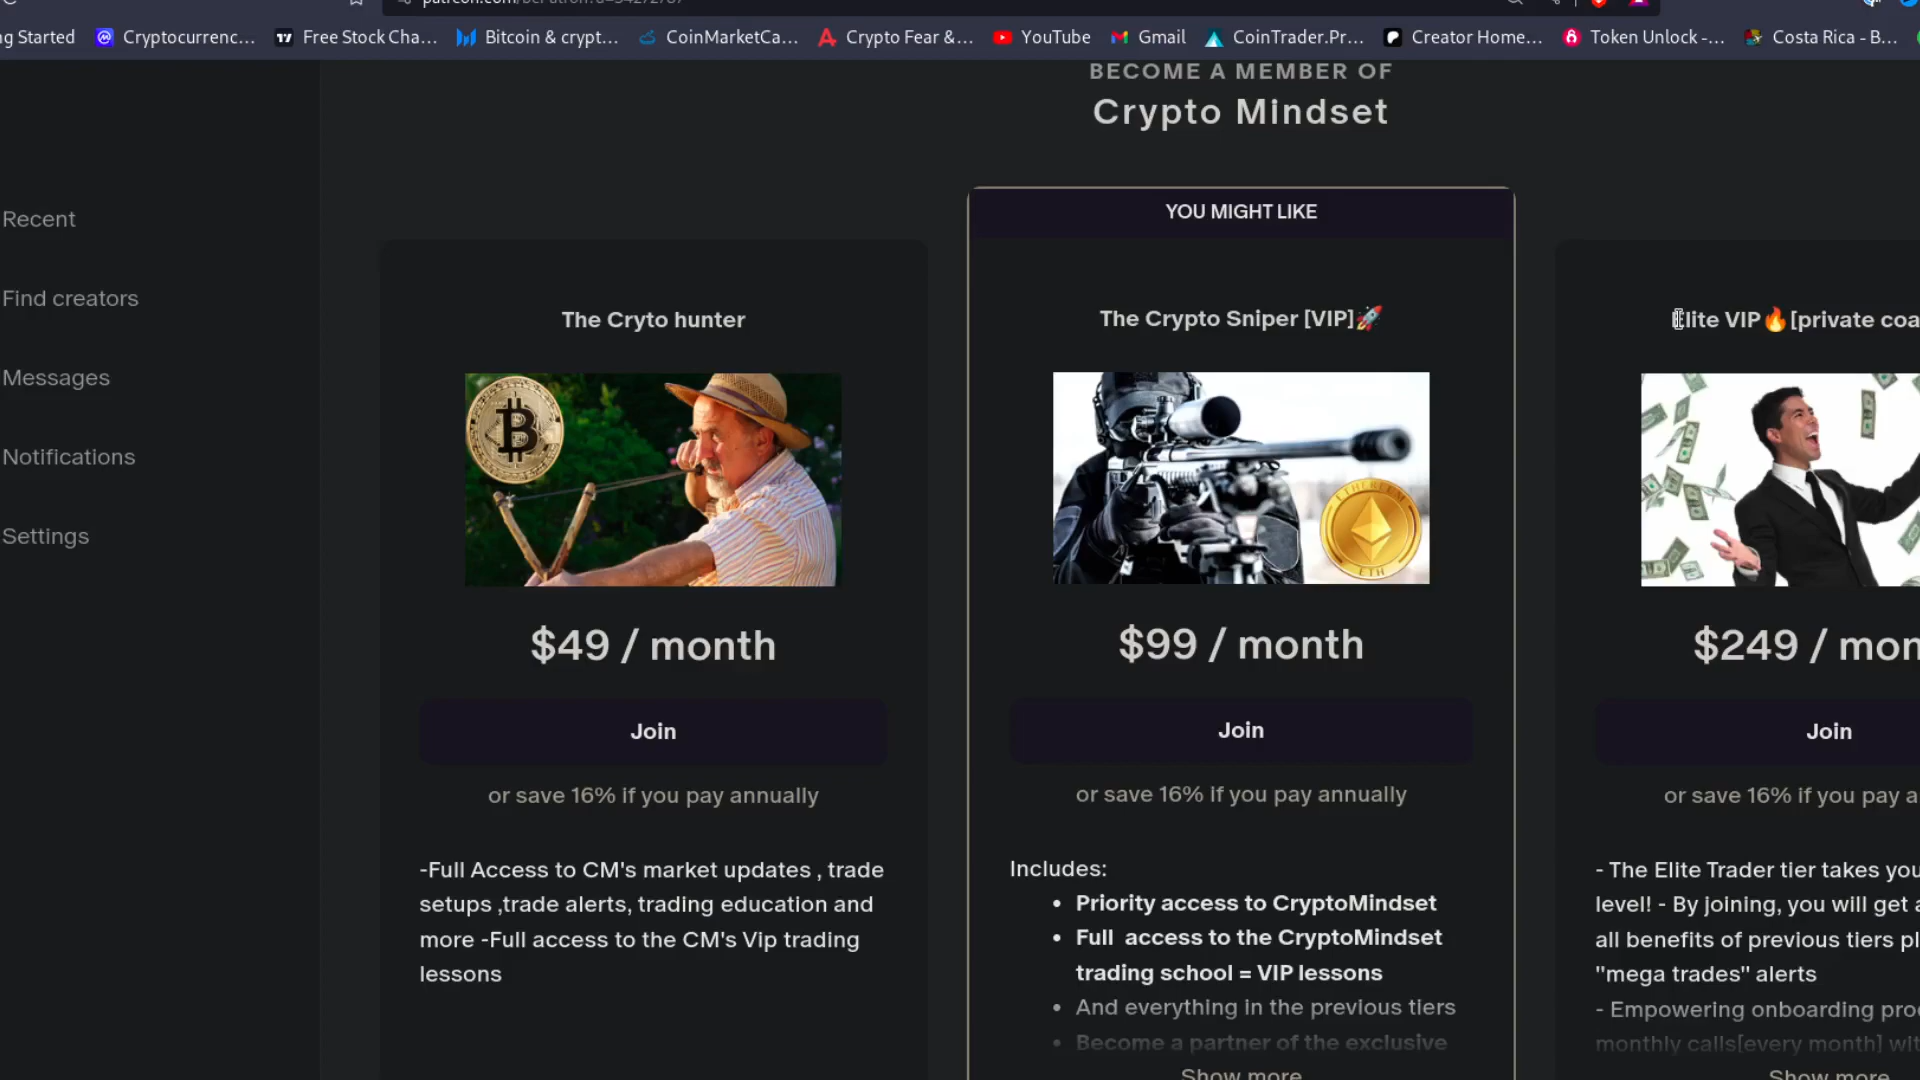 ng Started
Cryptocurrenc...
Free Stock Cha...
Bitcoin & crypt...
CoinMarketCa...
Crypto Fear &...
YouTube
Gmail
CoinTrader.Pr...
Creator Home...
Token Unlock -...
Costa Rica - B...
BECOME A MEMBER OF
Crypto Mindset
Recent
Find creators
Messages
Notifications
Settings
The Cryto hunter
$49 / month
Join
or save 16% if you pay annually
-Full Access to CM's market updates , trade
setups ,trade alerts, trading education and
more -Full access to the CM's Vip trading
lessons
YOU MIGHT LIKE
The Crypto Sniper [VIP]🚀
ETHEREUM
ETH
$99 / month
Join
or save 16% if you pay annually
Includes:
• Priority access to CryptoMindset
• Full access to the CryptoMindset
trading school = VIP lessons
• And everything in the previous tiers
• Become a partner of the exclusive
Show more
Elite VIP🔥[private coa
$249 / mon
Join
or save 16% if you pay a
- The Elite Trader tier takes you
level! - By joining, you will get a
all benefits of previous tiers pl
"mega trades" alerts
- Empowering onboarding pro
monthly calls[every month] wit
Show more